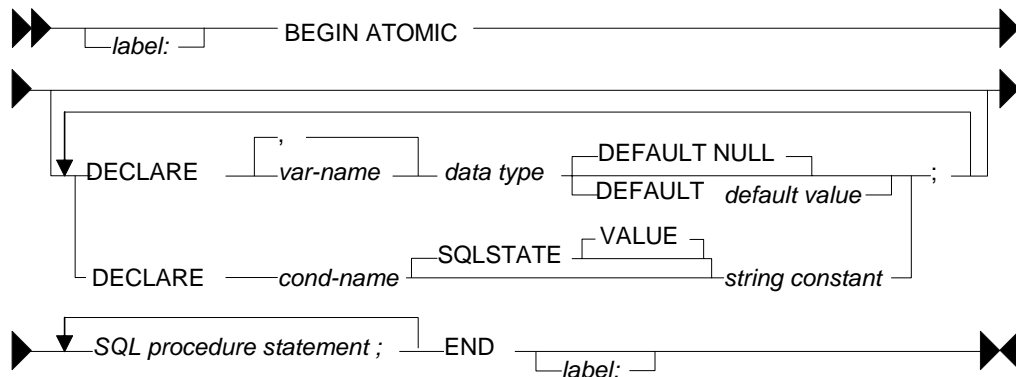 label: BEGIN ATOMIC
,
DECLARE var-name data type DEFAULT NULL
DEFAULT default value ;
DECLARE cond-name SQLSTATE VALUE string constant
SQL procedure statement ; END label: